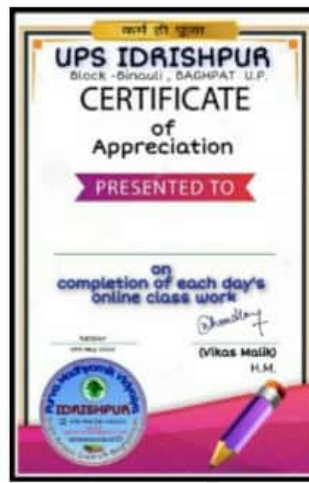 कर्म ही पूजा
UPS IDRISHPUR
Block -Binauli , BAGHPAT U.P.
CERTIFICATE
of
Appreciation
PRESENTED TO
on
completion of each day's
online class work
(Vikas Malik)
H.M.
IDRISHPUR